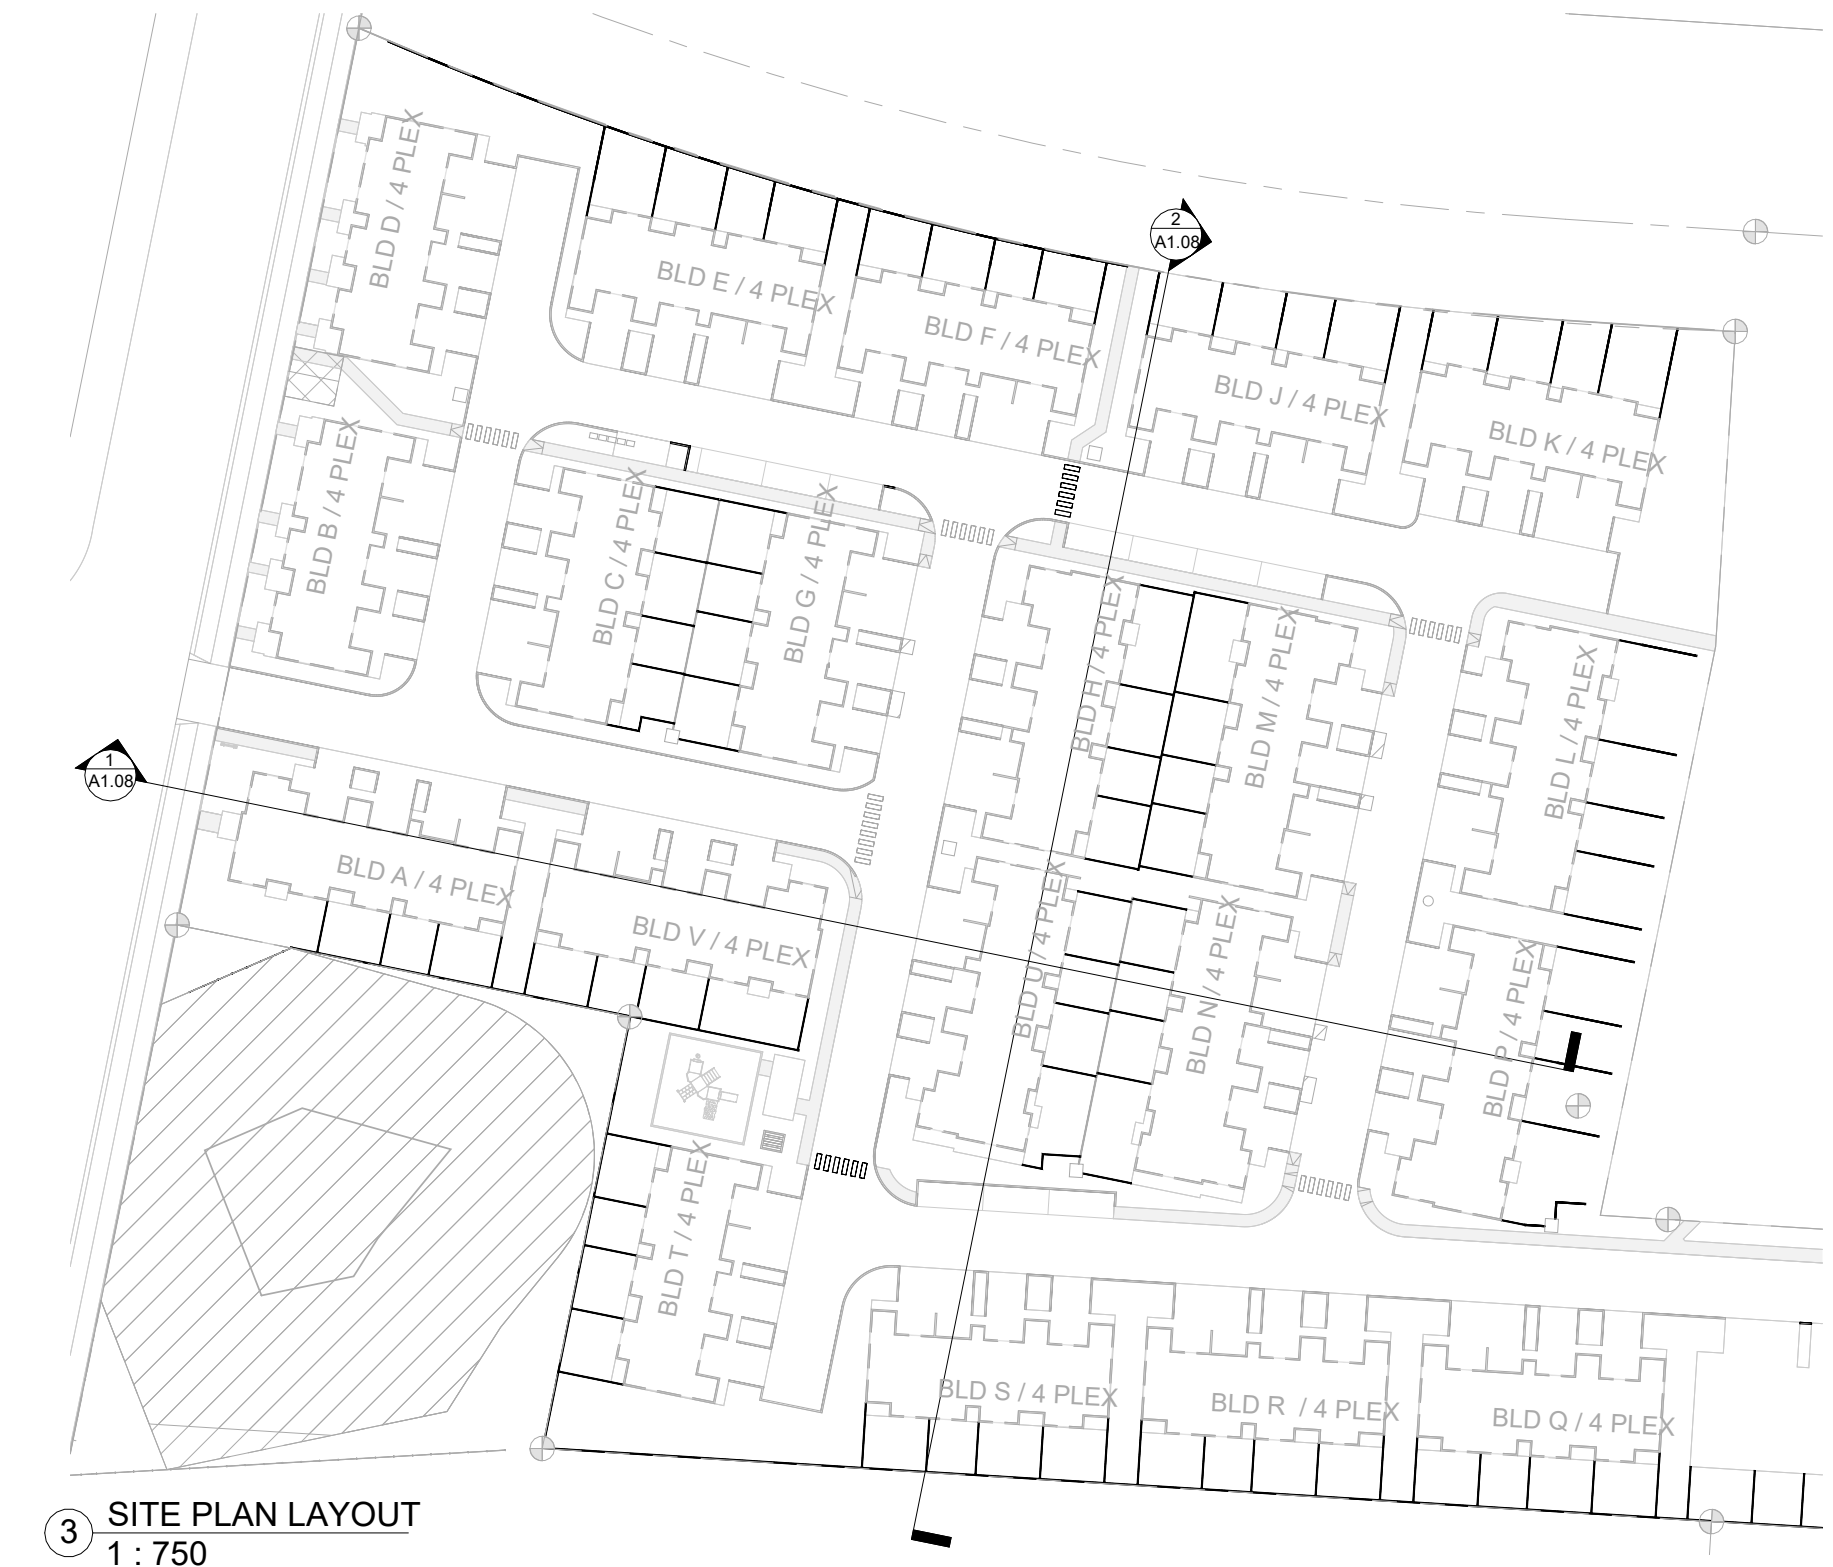 BLD D / 4 PLEX
2
A1.08
BLD E / 4 PLEX
BLD F / 4 PLEX
BLD J / 4 PLEX
BLD K / 4 PLEX
BLD B / 4 PLEX
BLD C / 4 PLEX
BLD G / 4 PLEX
BLD H / 4 PLEX
BLD M / 4 PLEX
BLD L / 4 PLEX
1
A1.08
BLD A / 4 PLEX
BLD V / 4 PLEX
BLD U / 4 PLEX
BLD N / 4 PLEX
BLD P / 4 PLEX
BLD T / 4 PLEX
BLD S / 4 PLEX
BLD R / 4 PLEX
BLD Q / 4 PLEX
3
SITE PLAN LAYOUT
1 : 750